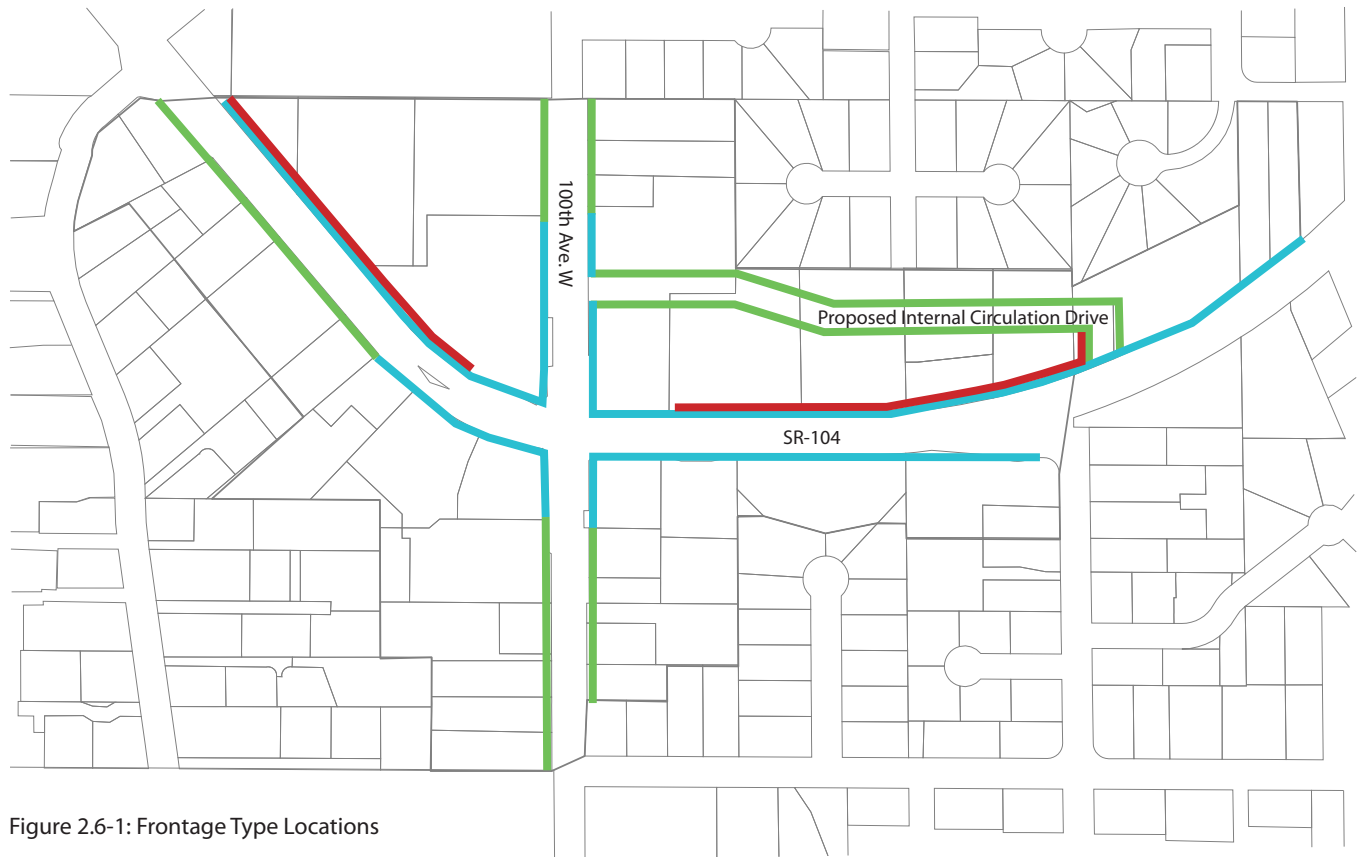 100th Ave. W
Proposed Internal Circulation Drive
SR-104
Figure 2.6-1: Frontage Type Locations